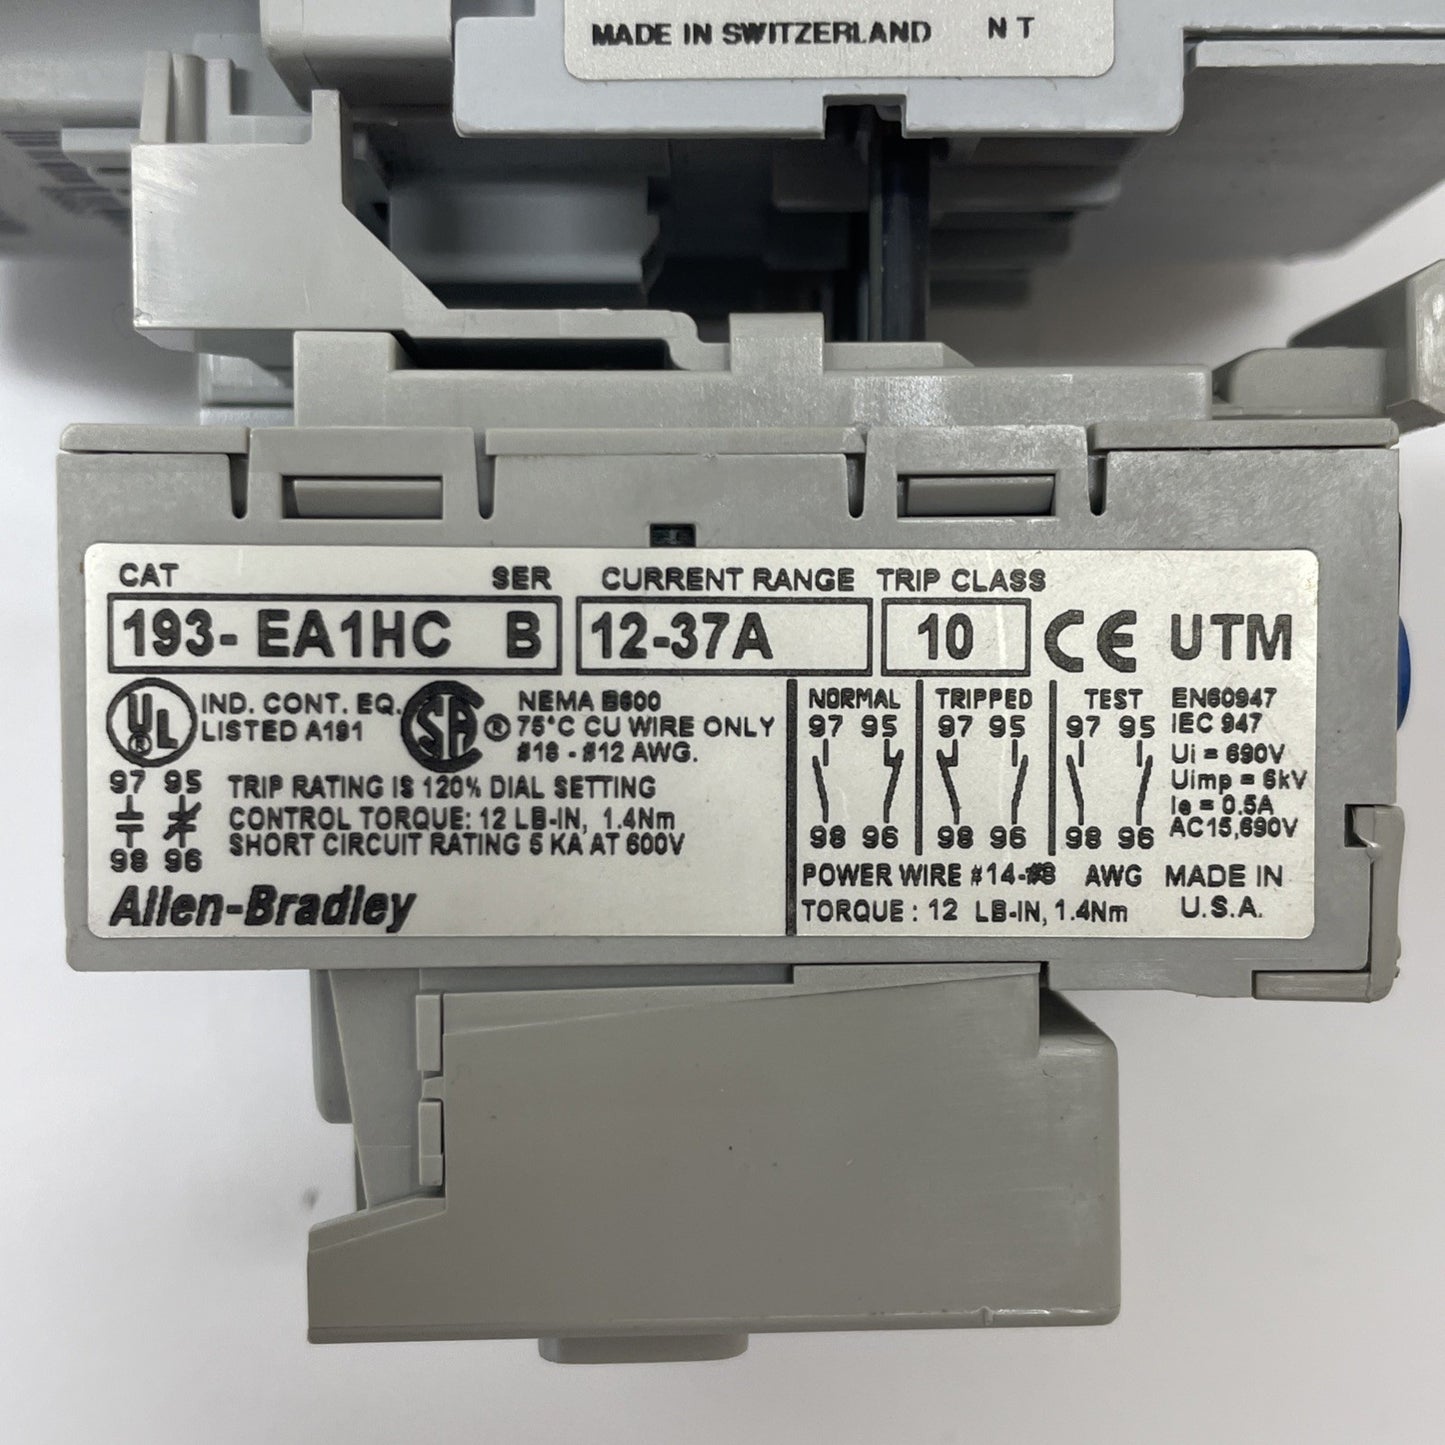 MADE IN SWITZERLAND N T
CAT SER CURRENT RANGE TRIP CLASS
193- EA1HC B 12-37A 10 CE UTM
UL ® IND. CONT. EQ.
LISTED A191
SA ® NEMA B600
75°C CU WIRE ONLY
#18 - #12 AWG.
97 95
98 96
TRIP RATING IS 120% DIAL SETTING
CONTROL TORQUE: 12 LB-IN, 1.4Nm
SHORT CIRCUIT RATING 5 KA AT 600V
Allen-Bradley
NORMAL TRIPPED TEST
97 95 97 95 97 95
98 96 98 96 98 96
EN60947
IEC 947
Ui = 690V
Uimp = 6kV
Ie = 0.5A
AC15,690V
POWER WIRE #14-#8 AWG
TORQUE: 12 LB-IN, 1.4Nm
MADE IN
U.S.A.